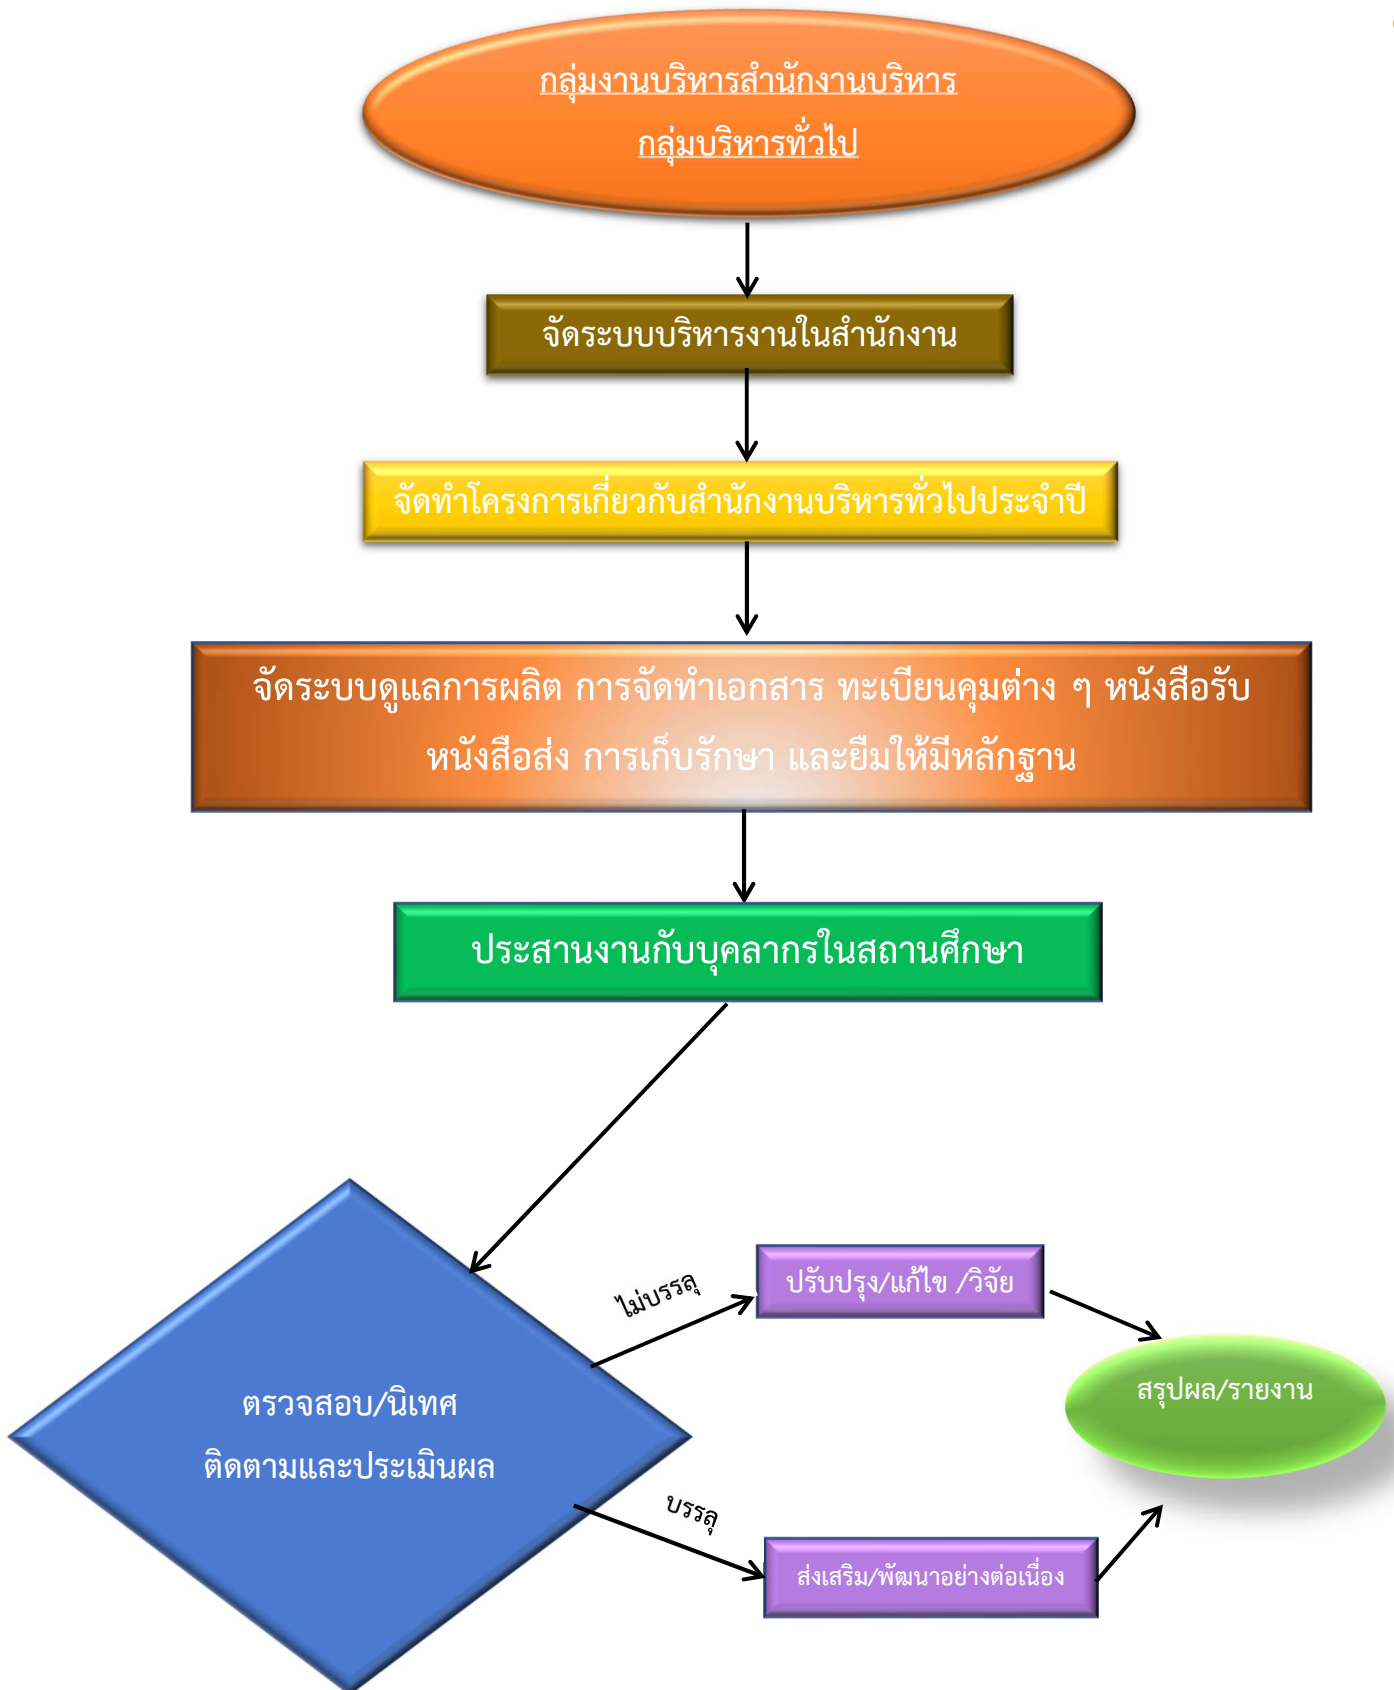 กลุ่มงานบริหารสำนักงานบริหาร
กลุ่มบริหารทั่วไป
จัดระบบบริหารงานในสำนักงาน
จัดทำโครงการเกี่ยวกับสำนักงานบริหารทั่วไปประจำปี
จัดระบบดูแลการผลิต การจัดทำเอกสาร ทะเบียนคุมต่าง ๆ หนังสือรับ
หนังสือส่ง การเก็บรักษา และยืมให้มีหลักฐาน
ประสานงานกับบุคลากรในสถานศึกษา
ไม่บรรลุ
ปรับปรุง/แก้ไข /วิจัย
สรุปผล/รายงาน
ตรวจสอบ/นิเทศ
ติดตามและประเมินผล
บรรลุ
ส่งเสริม/พัฒนาอย่างต่อเนื่อง